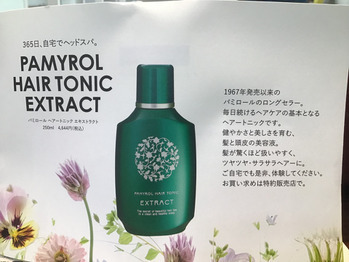 365日、自宅でヘッドスパ。
PAMYROL
HAIR TONIC
EXTRACT
パミロール ヘアートニック エキストラクト
200ml 4,644円(税込)
1967年発売以来の
パミロールのロングセラー。
毎日続けるヘアケアの基本となる
ヘアートニックです。
健やかさと美しさを育む、
髪と頭皮の美容液。
髪が驚くほど扱いやすく、
ツヤツヤ・サラサラヘアーに。
ご自宅でも是非、体験してください。
お買い求めは特約販売店で。
PAMYROL HAIR TONIC
EXTRACT